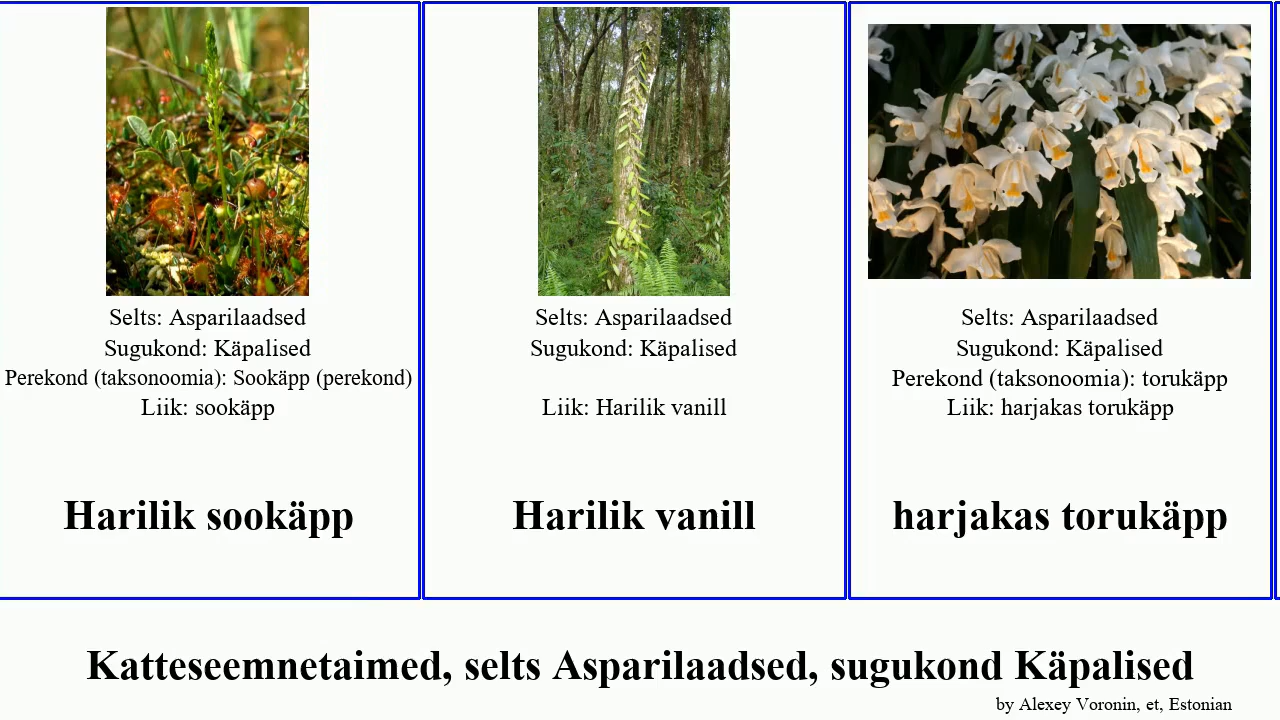 Selts: Asparilaadsed
Sugukond: Käpalised
Perekond (taksonoomia): Sookäpp (perekond)
Liik: sookäpp
Harilik sookäpp
Selts: Asparilaadsed
Sugukond: Käpalised
Liik: Harilik vanill
Harilik vanill
Selts: Asparilaadsed
Sugukond: Käpalised
Perekond (taksonoomia): torukäpp
Liik: harjakas torukäpp
harjakas torukäpp
Katteseemnetaimed, selts Asparilaadsed, sugukond Käpalised
by Alexey Voronin, et, Estonian